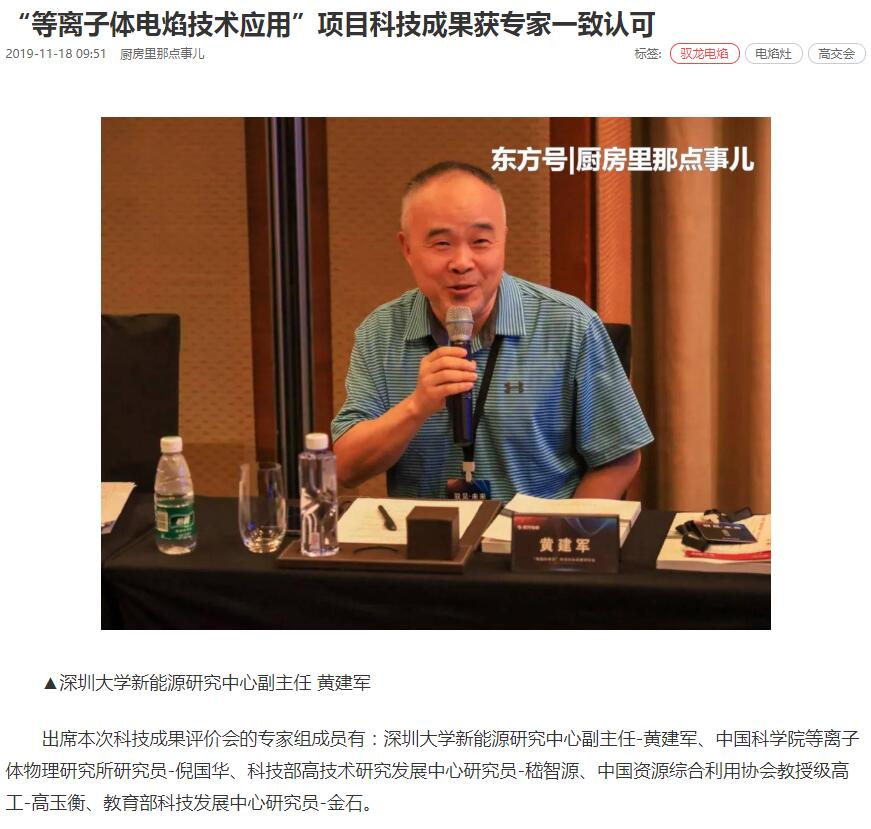 “等离子体电焰技术应用”项目科技成果获专家一致认可
2019-11-18 09:51 厨房里那点事儿 标签: 驭龙电焰 电焰灶 高交会
东方号|厨房里那点事儿
驭见·未来
黄建军
▲深圳大学新能源研究中心副主任 黄建军
出席本次科技成果评价会的专家组成员有：深圳大学新能源研究中心副主任-黄建军、中国科学院等离子
体物理研究所研究员-倪国华、科技部高技术研究发展中心研究员-嵇智源、中国资源综合利用协会教授级高
工-高玉衡、教育部科技发展中心研究员-金石。